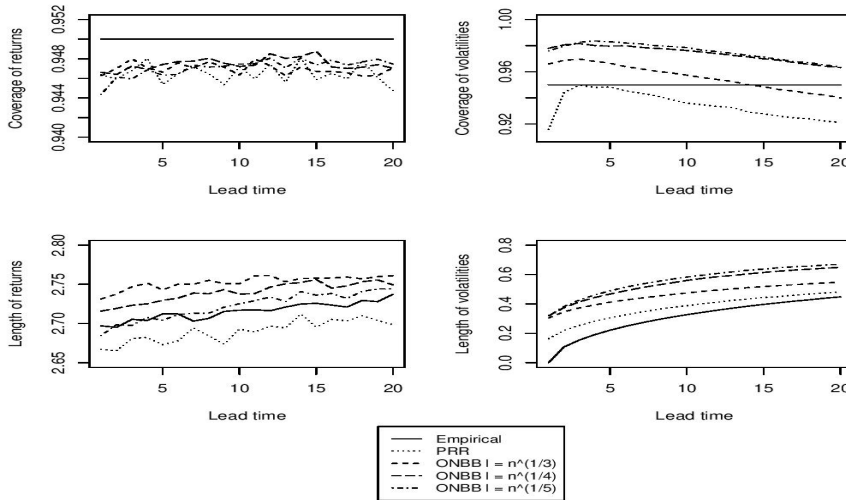 Coverage of returns
0.940 0.944 0.948 0.952
5 10 15 20
Lead time
Coverage of volatilities
0.92 0.96 1.00
5 10 15 20
Lead time
Length of returns
2.65 2.70 2.75 2.80
5 10 15 20
Lead time
Length of volatilities
0.0 0.2 0.4 0.6 0.8
5 10 15 20
Lead time
Empirical
PRR
ONBB l = n^(1/3)
ONBB l = n^(1/4)
ONBB l = n^(1/5)